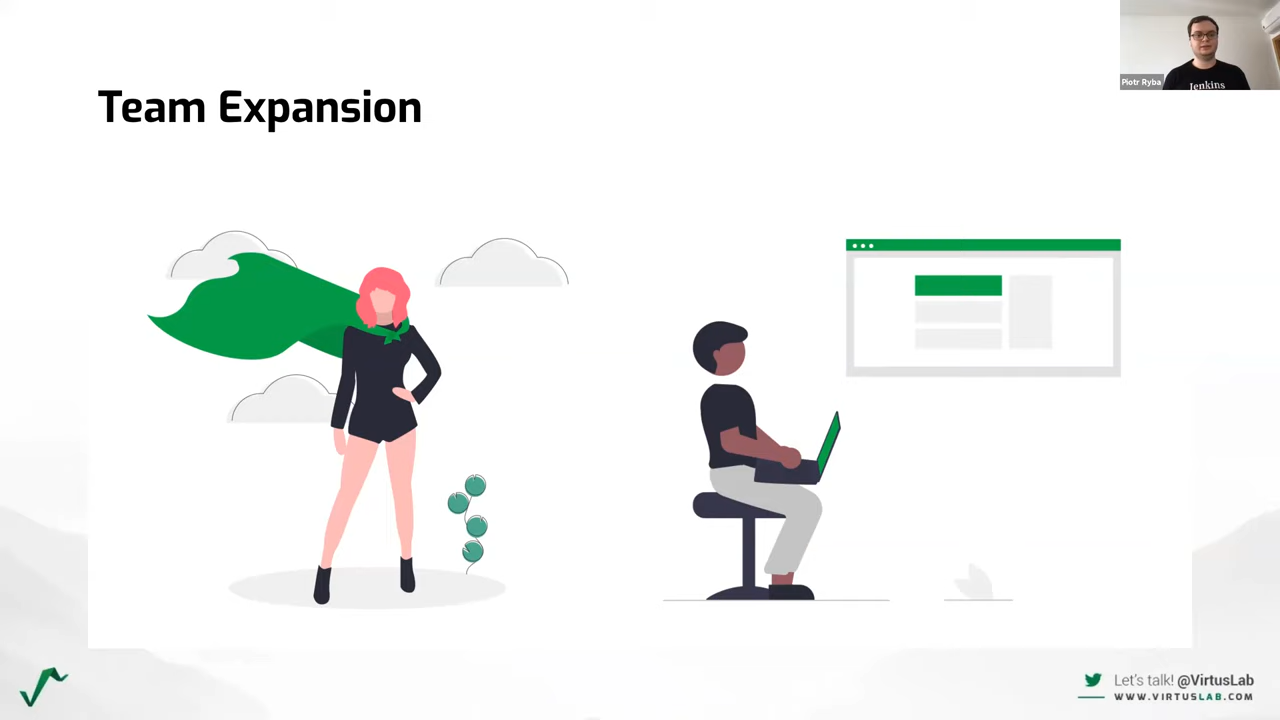 Team Expansion
Piotr Ryba
Jenkins
Let's talk! @VirtusLab
WWW.VIRTUSLAB.COM